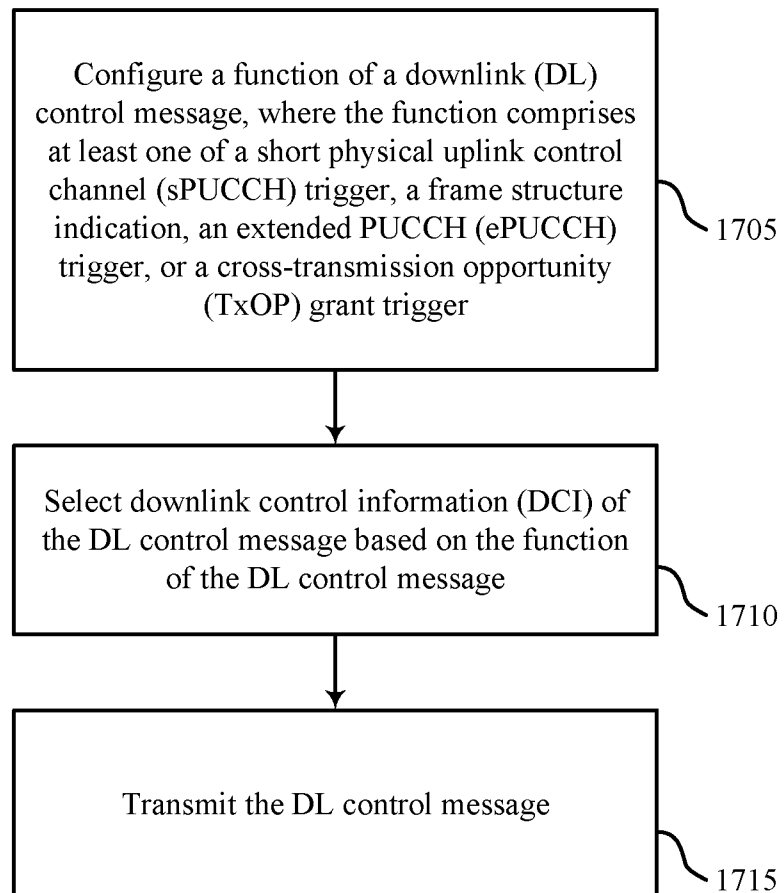 Configure a function of a downlink (DL)
control message, where the function comprises
at least one of a short physical uplink control
channel (sPUCCH) trigger, a frame structure
indication, an extended PUCCH (ePUCCH)
trigger, or a cross-transmission opportunity
(TxOP) grant trigger
1705
Select downlink control information (DCI) of
the DL control message based on the function
of the DL control message
1710
Transmit the DL control message
1715